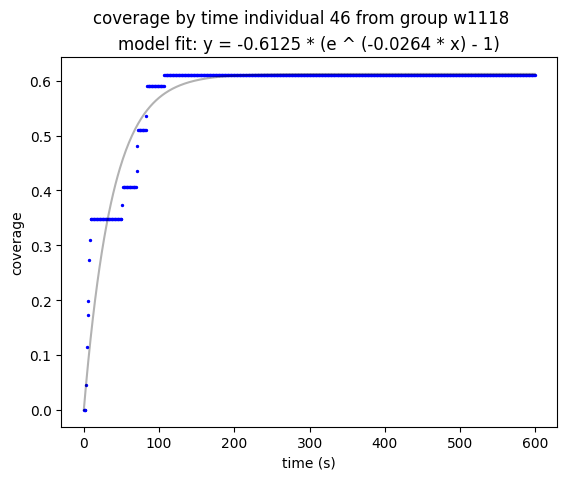 coverage by time individual 46 from group w1118
model fit: y = -0.6125 * (e ^ (-0.0264 * x) - 1)
0.6
0.5
0.4
0.3
0.2
0.1
0.0
coverage
0 100 200 300 400 500 600
time (s)